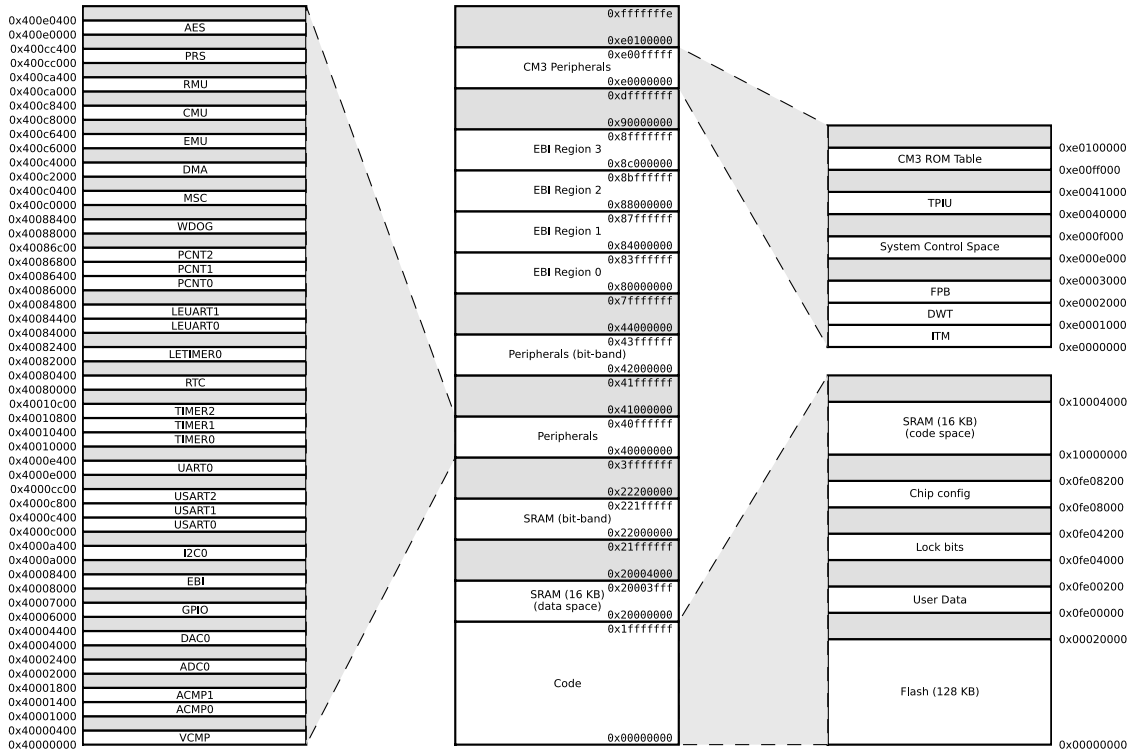 0x400e0400
AES
0x400e0000
0x400cc400
PRS
0x400cc000
0x400ca400
RMU
0x400ca000
0x400c8400
CMU
0x400c8000
0x400c6400
EMU
0x400c6000
0x400c4000
DMA
0x400c2000
0x400c0400
MSC
0x400c0000
0x40088400
WDOG
0x40088000
0x40086c00
PCNT2
0x40086800
PCNT1
0x40086400
PCNT0
0x40086000
0x40084800
LEUART1
0x40084400
LEUART0
0x40084000
0x40082400
LETIMER0
0x40082000
0x40080400
RTC
0x40080000
0x40010c00
TIMER2
0x40010800
TIMER1
0x40010400
TIMER0
0x40010000
0x4000e400
UART0
0x4000e000
0x4000cc00
USART2
0x4000c800
USART1
0x4000c400
USART0
0x4000c000
0x4000a400
I2C0
0x4000a000
0x40008400
EBI
0x40008000
0x40007000
GPIO
0x40006000
0x40004400
DAC0
0x40004000
0x40002400
ADC0
0x40002000
0x40001800
ACMP1
0x40001400
ACMP0
0x40001000
0x40000400
VCMP
0x40000000
0xfffffffe
0xe0100000
0xe00fffff
CM3 Peripherals
0xe0000000
0xdfffffff
0x90000000
0x8fffffff
EBI Region 3
0x8c000000
0x8bffffff
EBI Region 2
0x88000000
0x87ffffff
EBI Region 1
0x84000000
0x83ffffff
EBI Region 0
0x80000000
0x7fffffff
0x44000000
0x43ffffff
Peripherals (bit-band)
0x42000000
0x41ffffff
0x41000000
0x40ffffff
Peripherals
0x40000000
0x3fffffff
0x22200000
0x221fffff
SRAM (bit-band)
0x22000000
0x21ffffff
0x20004000
0x20003fff
SRAM (16 KB)
(data space)
0x20000000
0x1fffffff
Code
0x00000000
0xe0100000
CM3 ROM Table
0xe00ff000
0xe0041000
TPIU
0xe0040000
0xe000f000
System Control Space
0xe000e000
0xe0003000
FPB
0xe0002000
DWT
0xe0001000
ITM
0xe0000000
0x10004000
SRAM (16 KB)
(code space)
0x10000000
0x0fe08200
Chip config
0x0fe08000
0x0fe04200
Lock bits
0x0fe04000
0x0fe00200
User Data
0x0fe00000
0x00020000
Flash (128 KB)
0x00000000